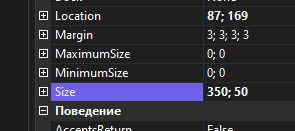 Location 87; 169
Margin 3; 3; 3; 3
MaximumSize 0; 0
MinimumSize 0; 0
Size 350; 50
Поведение
AcceptsReturn False